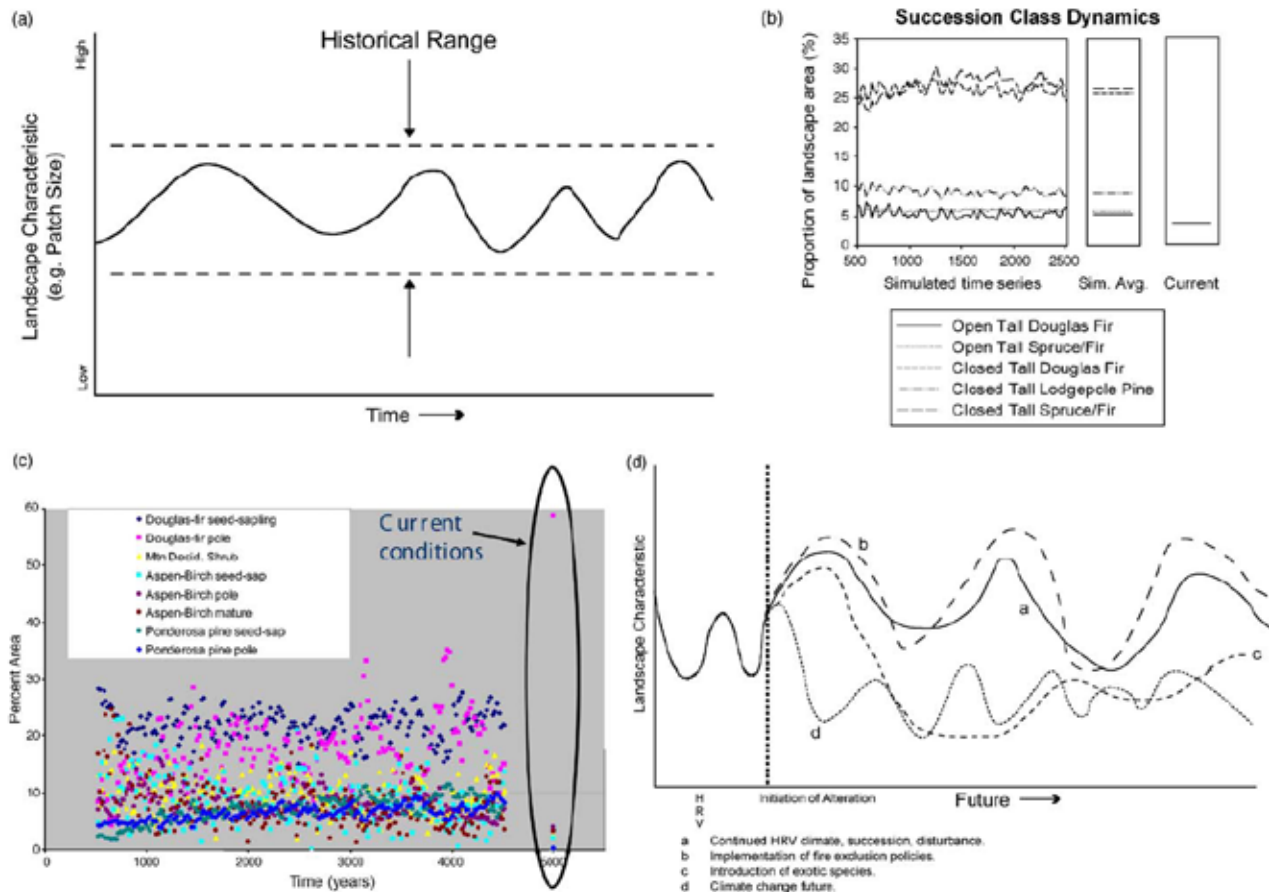 (a)
Historical Range
High
Landscape Characteristic
(e.g. Patch Size)
Low
Time
(b)
Succession Class Dynamics
Proportion of landscape area (%)
35
30
25
20
15
10
5
0
500 1000 1500 2000 2500
Simulated time series Sim. Avg. Current
Open Tall Douglas Fir
Open Tall Spruce/Fir
Closed Tall Douglas Fir
Closed Tall Lodgepole Pine
Closed Tall Spruce/Fir
(c)
Percent Area
60
50
40
30
20
10
0
Douglas-fir seed-sapling
Douglas-fir pole
Mtn Decid. Shrub
Aspen-Birch seed-sap
Aspen-Birch pole
Aspen-Birch mature
Ponderosa pine seed-sap
Ponderosa pine pole
Current
conditions
0 1000 2000 3000 4000 5000
Time (years)
(d)
Landscape Characteristic
b
a
c
d
H
R
V
Initiation of Alteration
Future
a Continued HRV climate, succession, disturbance.
b Implementation of fire exclusion policies.
c Introduction of exotic species.
d Climate change future.